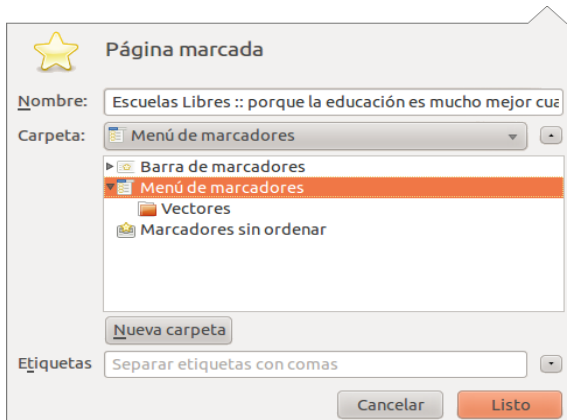 Página marcada
Nombre: Escuelas Libres :: porque la educación es mucho mejor cua
Carpeta: Menú de marcadores
Barra de marcadores
Menú de marcadores
Vectores
Marcadores sin ordenar
Nueva carpeta
Etiquetas Separar etiquetas con comas
Cancelar Listo